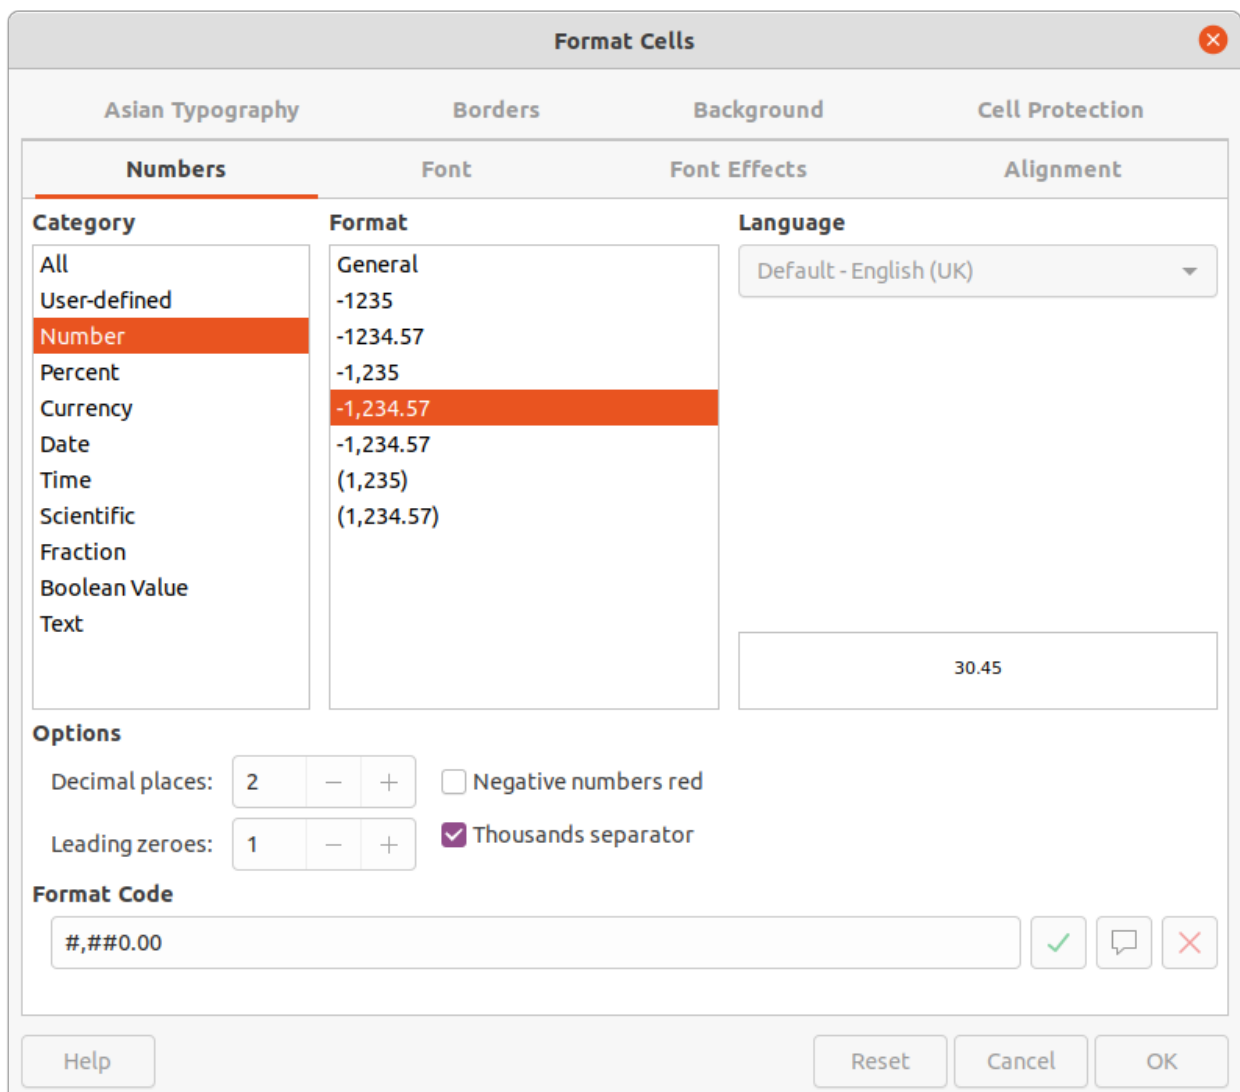 Format Cells
Asian Typography Borders Background Cell Protection
Numbers Font Font Effects Alignment
Category
All
User-defined
Number
Percent
Currency
Date
Time
Scientific
Fraction
Boolean Value
Text
Format
General
-1235
-1234.57
-1,235
-1,234.57
-1,234.57
(1,235)
(1,234.57)
Language
Default - English (UK)
30.45
Options
Decimal places: 2
Negative numbers red
Leading zeroes: 1
Thousands separator
Format Code
#,##0.00
Help Reset Cancel OK